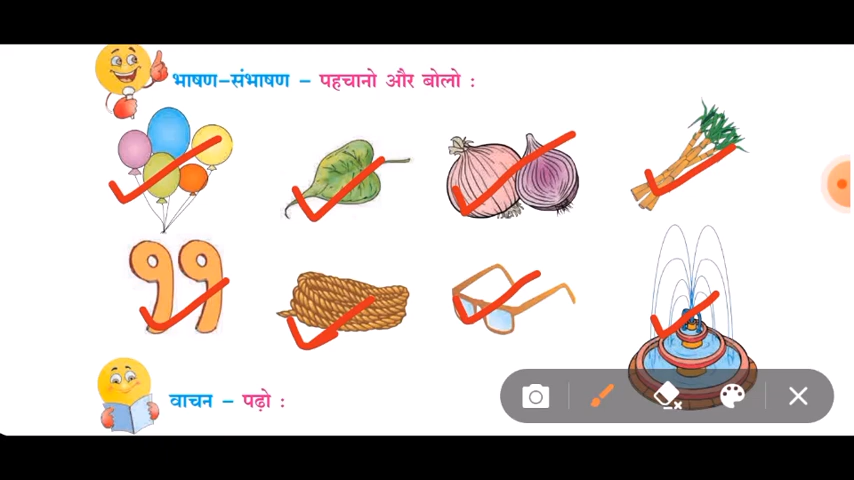 भाषण-संभाषण – पहचानो और बोलो :
११
वाचन – पढ़ो :